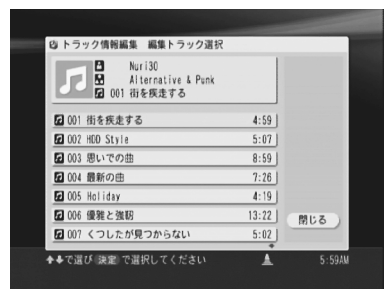 トラック情報編集 編集トラック選択
Nuri30
Alternative & Punk
001 街を疾走する
001 街を疾走する 4:59
002 HDD Style 5:07
003 思いでの曲 8:59
004 最新の曲 7:26
005 Holiday 4:19
006 優雅と強靭 13:22
007 くつしたが見つからない 5:02
閉じる
で選び 決定 で選択してください 5:59AM